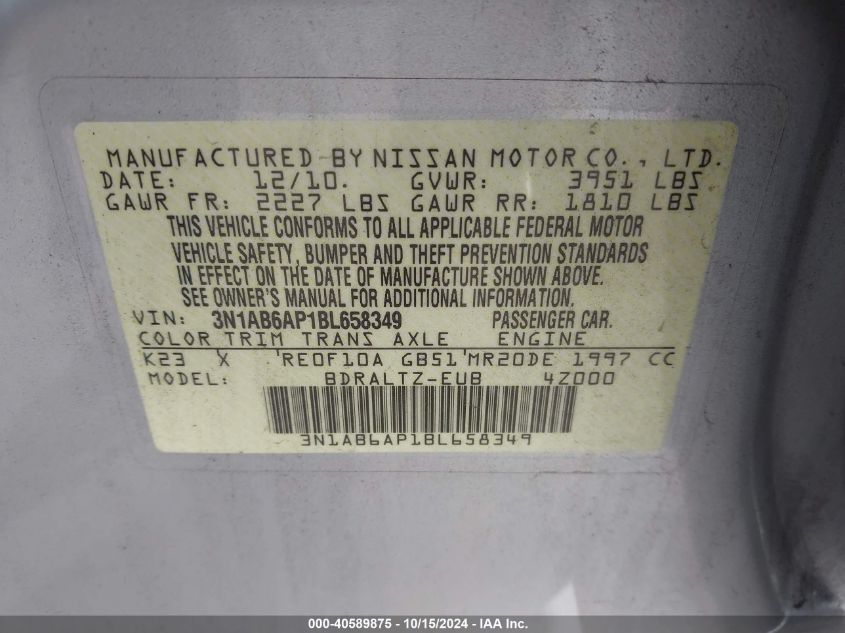 MANUFACTURED BY NISSAN MOTOR CO., LTD.
DATE: 12/10. GVWR: 3951 LBS
GAWR FR: 2227 LBS GAWR RR: 1810 LBS
THIS VEHICLE CONFORMS TO ALL APPLICABLE FEDERAL MOTOR
VEHICLE SAFETY, BUMPER AND THEFT PREVENTION STANDARDS
IN EFFECT ON THE DATE OF MANUFACTURE SHOWN ABOVE.
SEE OWNER'S MANUAL FOR ADDITIONAL INFORMATION.
VIN: 3N1AB6AP1BL658349 PASSENGER CAR.
COLOR TRIM TRANS AXLE ENGINE
K23 X 'RE0F10A GB51'MR20DE 1997 CC
MODEL: BDRALTZ-EUB 4Z000
3N1AB6AP1BL658349
000-40589875 - 10/15/2024 - IAA Inc.